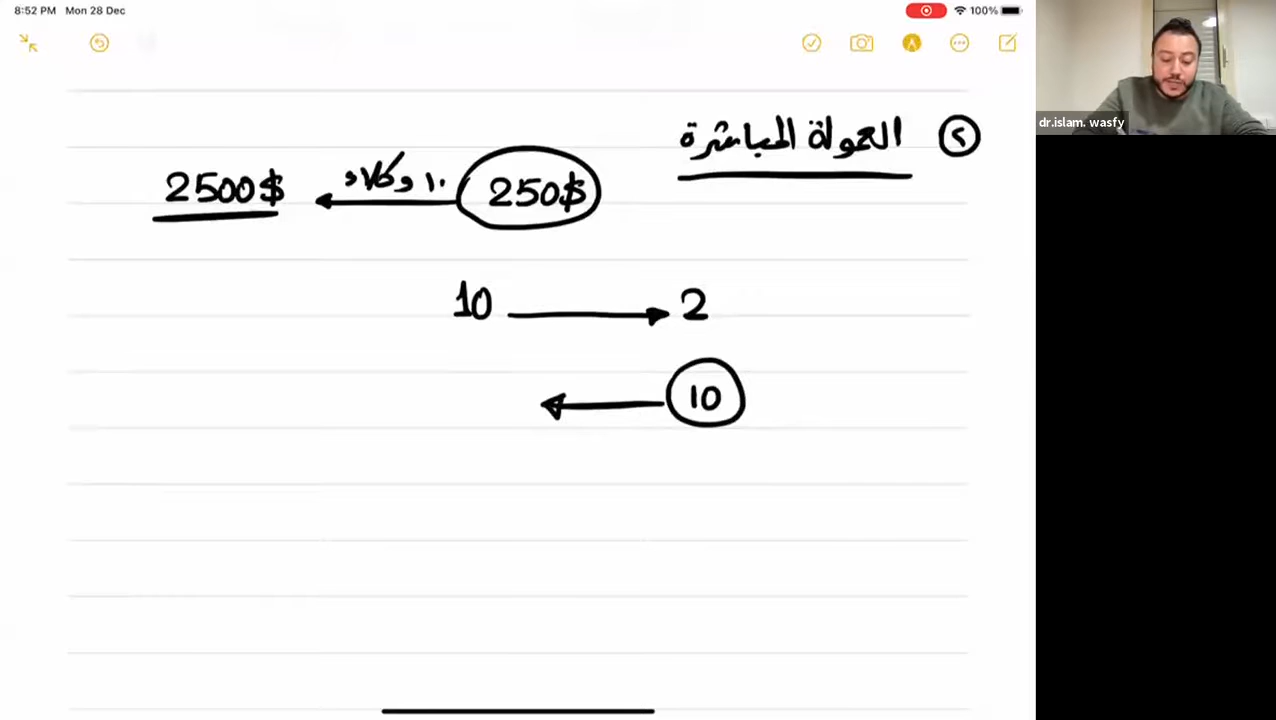 8:52 PM Mon 28 Dec
100%
dr.islam. wasfy
٢ العمولة المباشرة
250$ ١٠ وكلاء 2500$
10 2
10